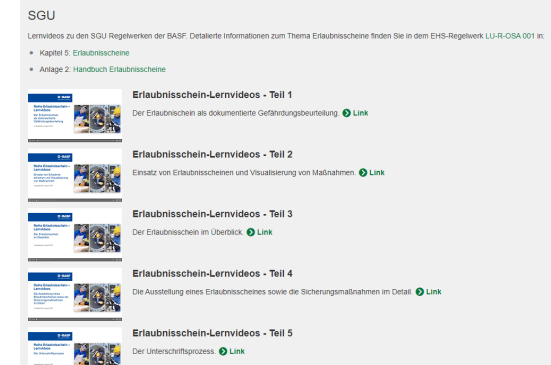 SGU
Lernvideos zu den SGU Regelwerken der BASF. Detalierte Informationen zum Thema Erlaubnisscheine finden Sie in dem EHS-Regelwerk LU-R-OSA 001 in:
Kapitel 5: Erlaubnisscheine
Anlage 2: Handbuch Erlaubnisscheine
Erlaubnisschein-Lernvideos - Teil 1
Der Erlaubnischein als dokumentierte Gefährdungsbeurteilung. Link
Erlaubnisschein-Lernvideos - Teil 2
Einsatz von Erlaubnisscheinen und Visualisierung von Maßnahmen. Link
Erlaubnisschein-Lernvideos - Teil 3
Der Erlaubnisschein im Überblick. Link
Erlaubnisschein-Lernvideos - Teil 4
Die Ausstellung eines Erlaubnisscheines sowie die Sicherungsmaßnahmen im Detail. Link
Erlaubnisschein-Lernvideos - Teil 5
Der Unterschriftsprozess. Link